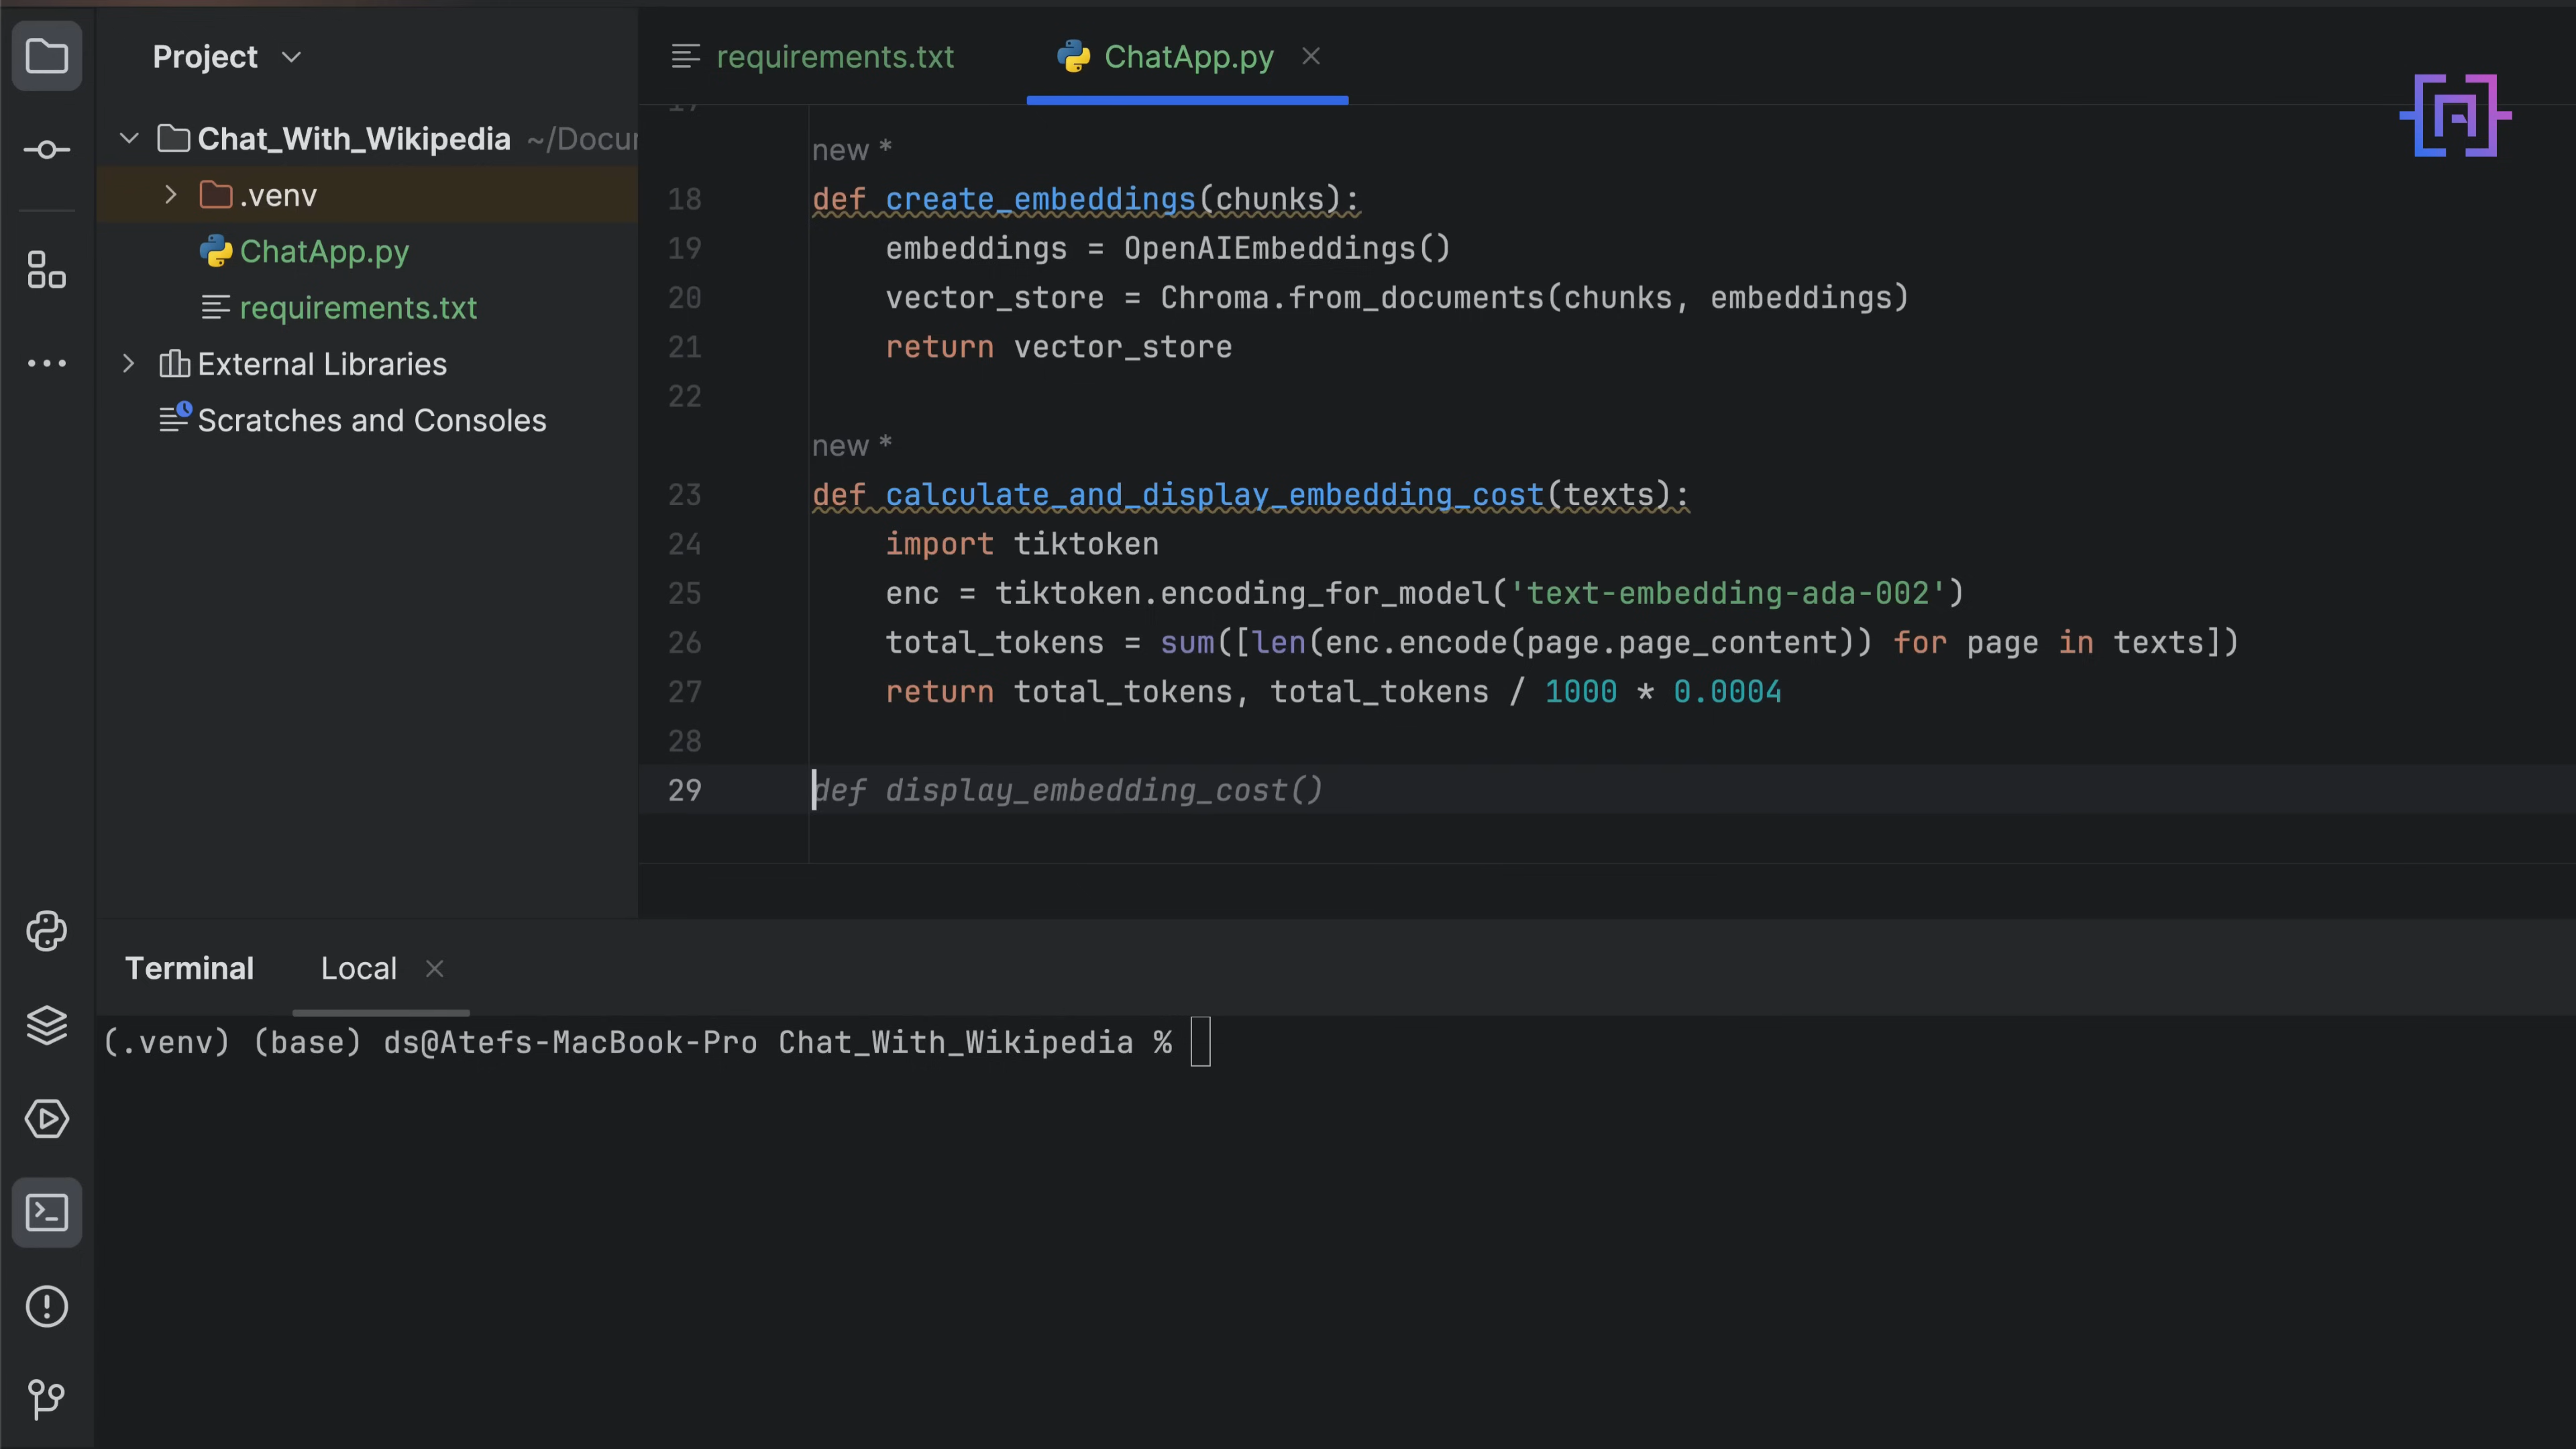 Project
Chat_With_Wikipedia ~/Docu
.venv
ChatApp.py
requirements.txt
External Libraries
Scratches and Consoles
requirements.txt
ChatApp.py
17
new *
18 def create_embeddings(chunks):
19 embeddings = OpenAIEmbeddings()
20 vector_store = Chroma.from_documents(chunks, embeddings)
21 return vector_store
22
new *
23 def calculate_and_display_embedding_cost(texts):
24 import tiktoken
25 enc = tiktoken.encoding_for_model('text-embedding-ada-002')
26 total_tokens = sum([len(enc.encode(page.page_content)) for page in texts])
27 return total_tokens, total_tokens / 1000 * 0.0004
28
29 def display_embedding_cost()
Terminal
Local
(.venv) (base) ds@Atefs-MacBook-Pro Chat_With_Wikipedia %